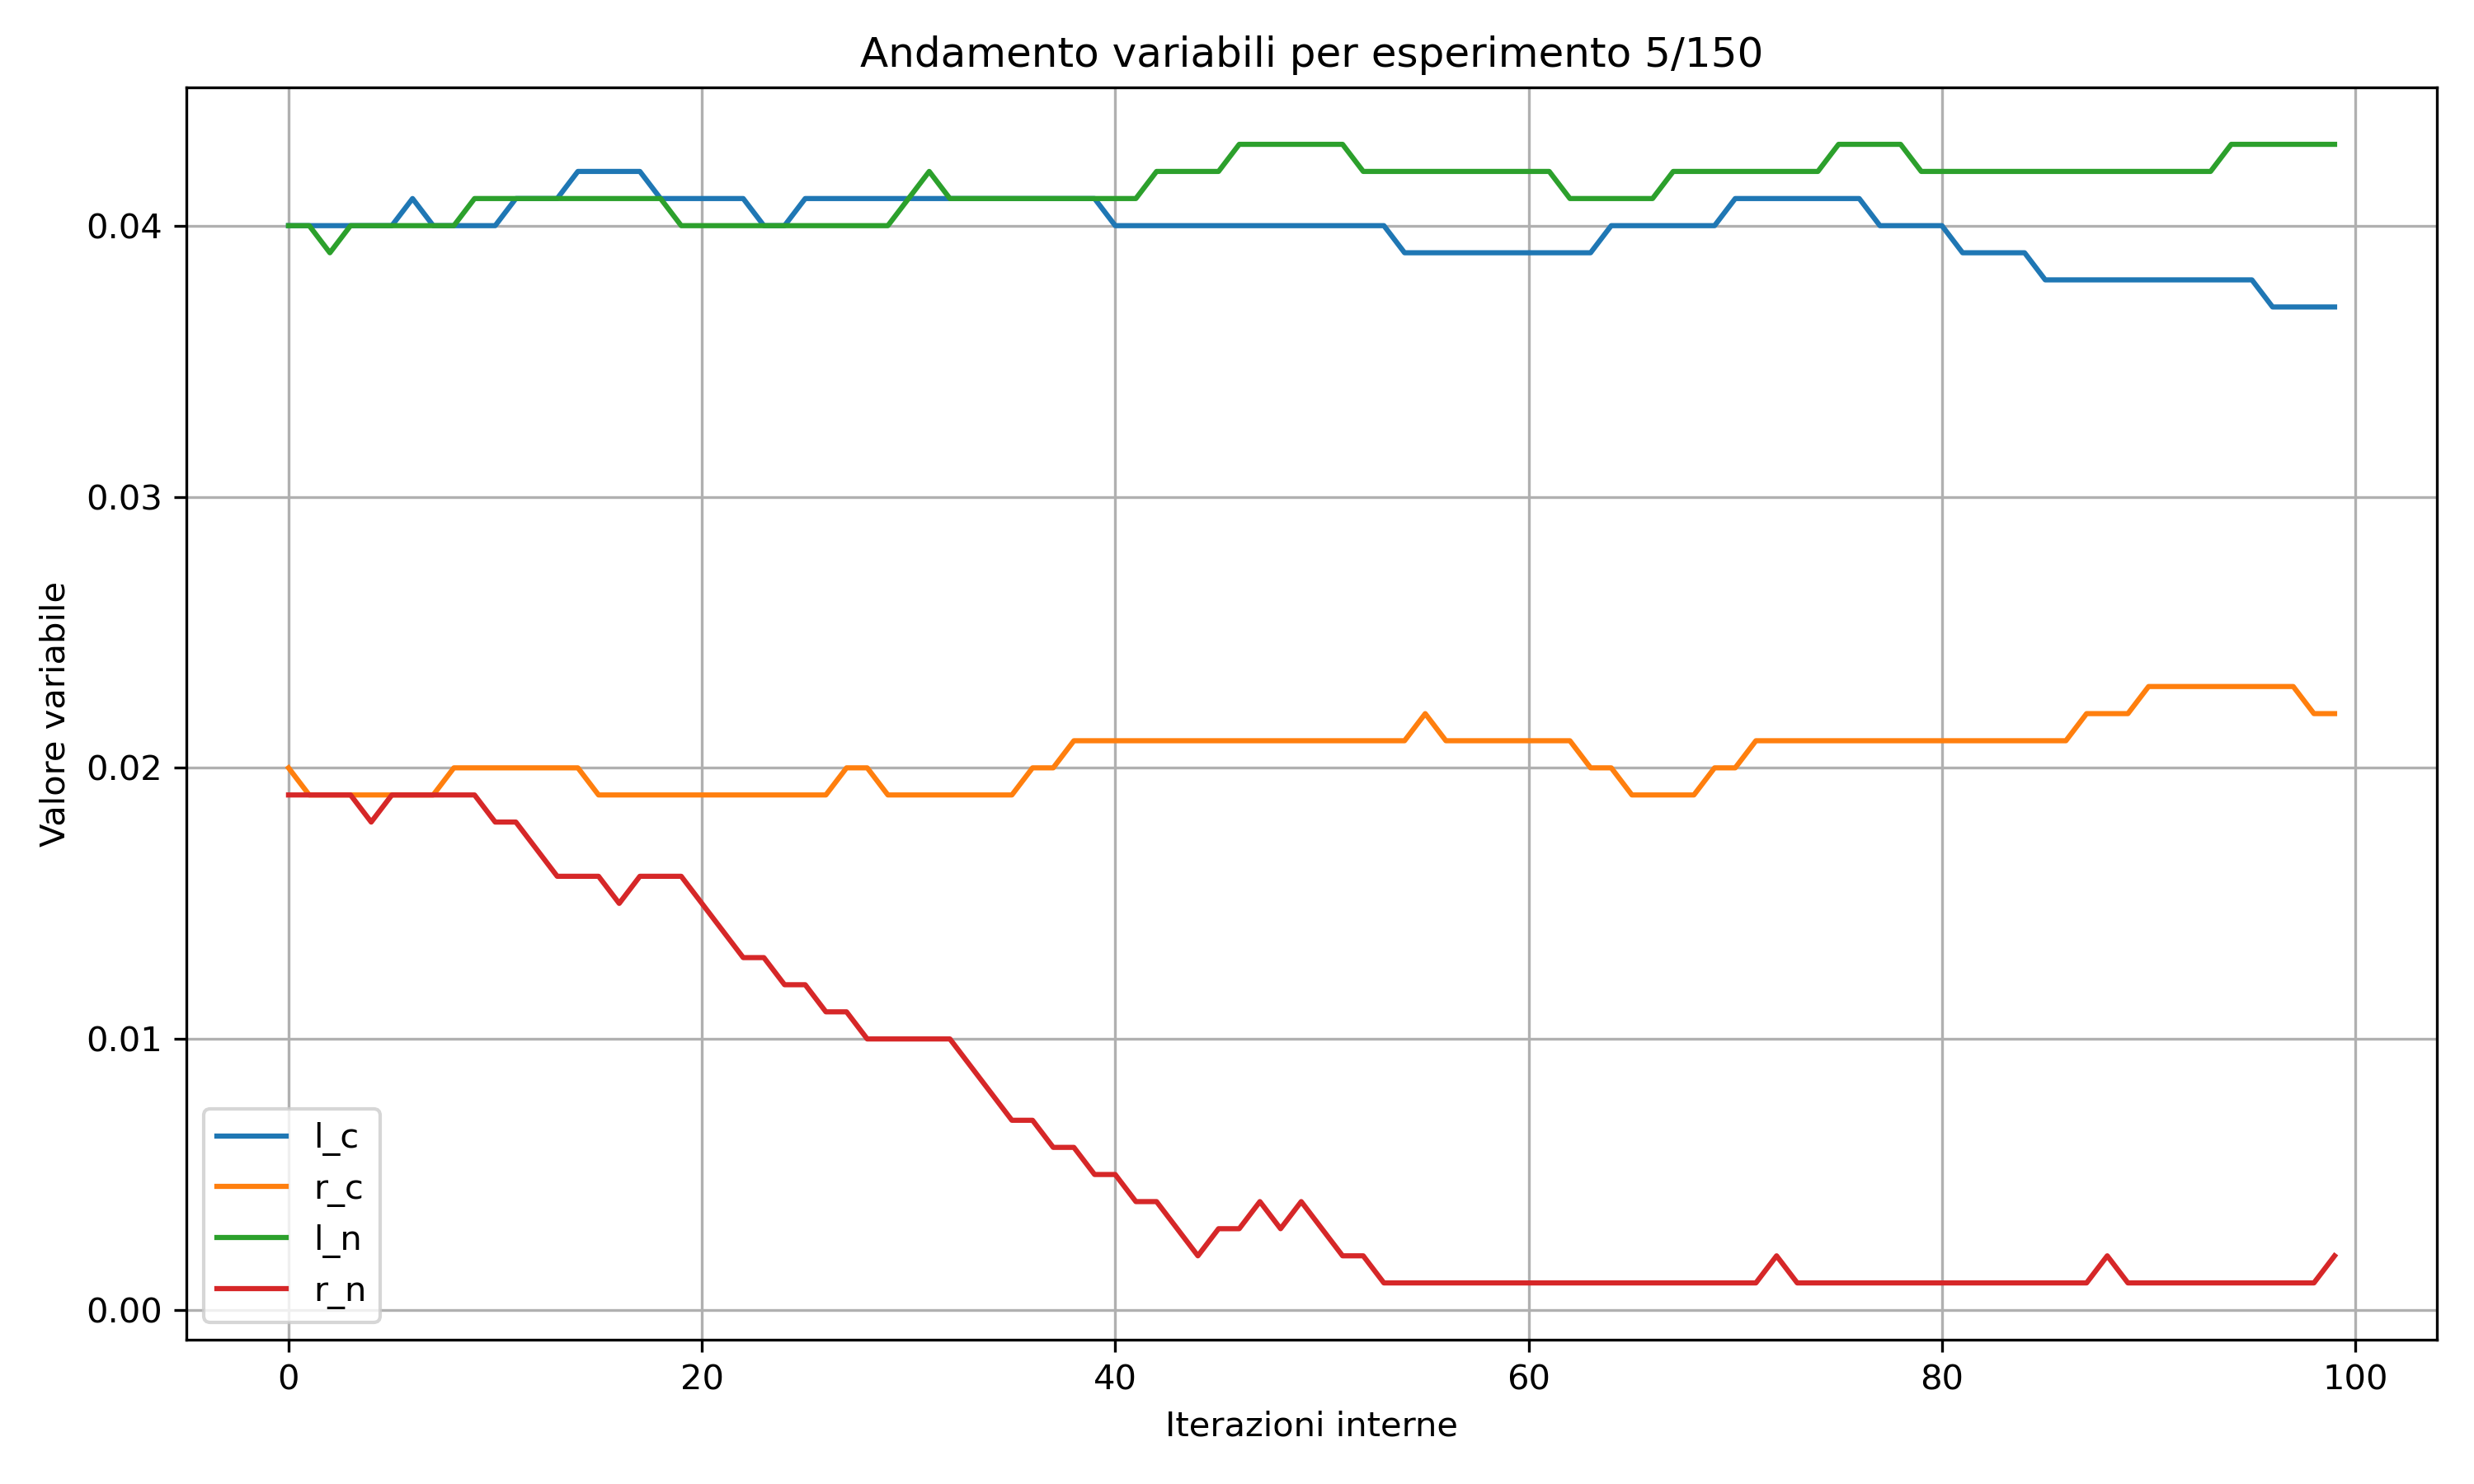 Andamento variabili per esperimento 5/150
Valore variabile
0.04
0.03
0.02
0.01
0.00
l_c
r_c
l_n
r_n
0 20 40 60 80 100
Iterazioni interne